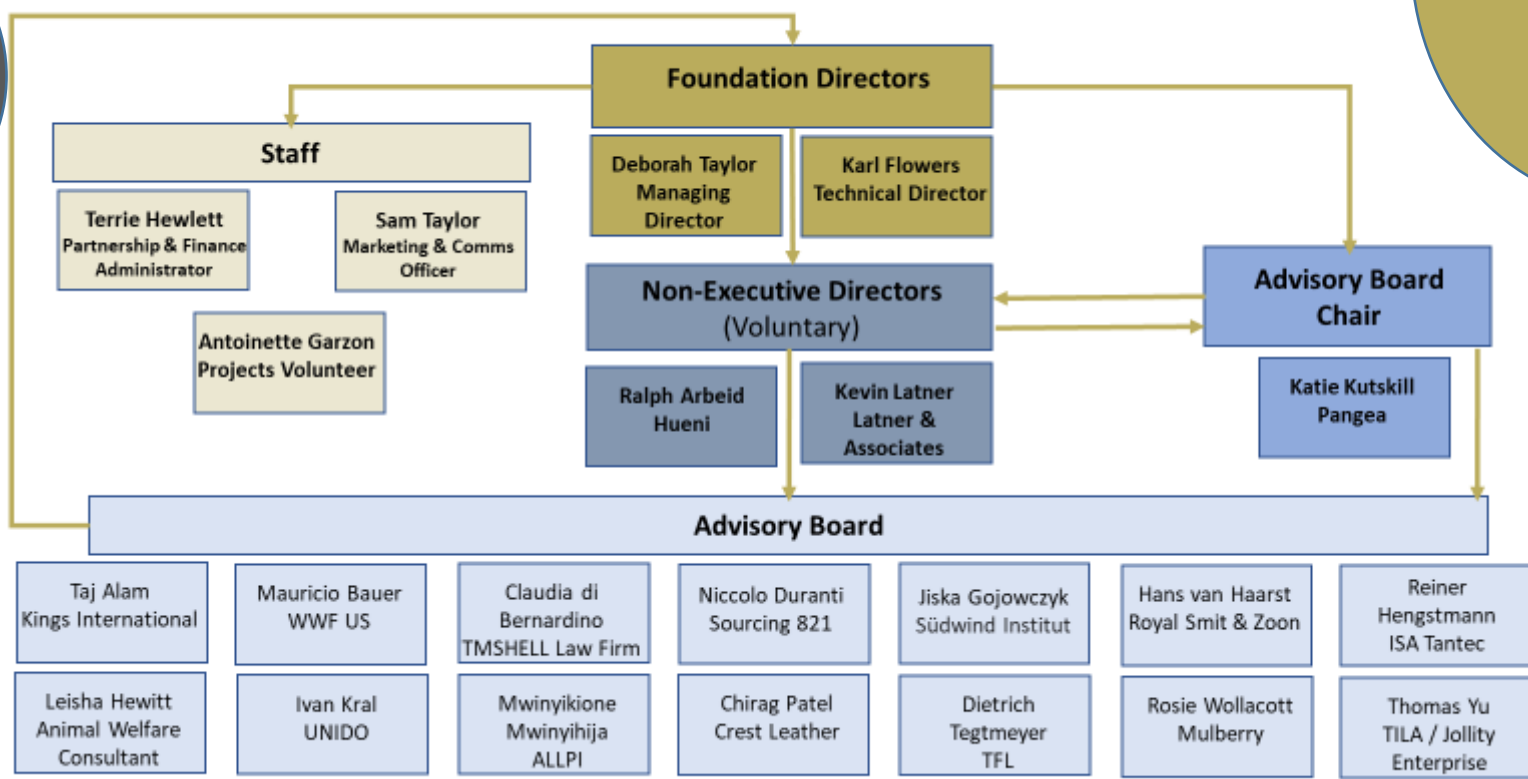 Foundation Directors
Staff
Deborah Taylor
Managing
Director
Karl Flowers
Technical Director
Terrie Hewlett
Partnership & Finance
Administrator
Sam Taylor
Marketing & Comms
Officer
Antoinette Garzon
Projects Volunteer
Non-Executive Directors
(Voluntary)
Advisory Board
Chair
Ralph Arbeid
Hueni
Kevin Latner
Latner &
Associates
Katie Kutskill
Pangea
Advisory Board
Taj Alam
Kings International
Mauricio Bauer
WWF US
Claudia di
Bernardino
TMSHELL Law Firm
Niccolo Duranti
Sourcing 821
Jiska Gojowczyk
Südwind Institut
Hans van Haarst
Royal Smit & Zoon
Reiner
Hengstmann
ISA Tantec
Leisha Hewitt
Animal Welfare
Consultant
Ivan Kral
UNIDO
Mwinyikione
Mwinyihija
ALLPI
Chirag Patel
Crest Leather
Dietrich
Tegtmeyer
TFL
Rosie Wollacott
Mulberry
Thomas Yu
TILA / Jollity
Enterprise